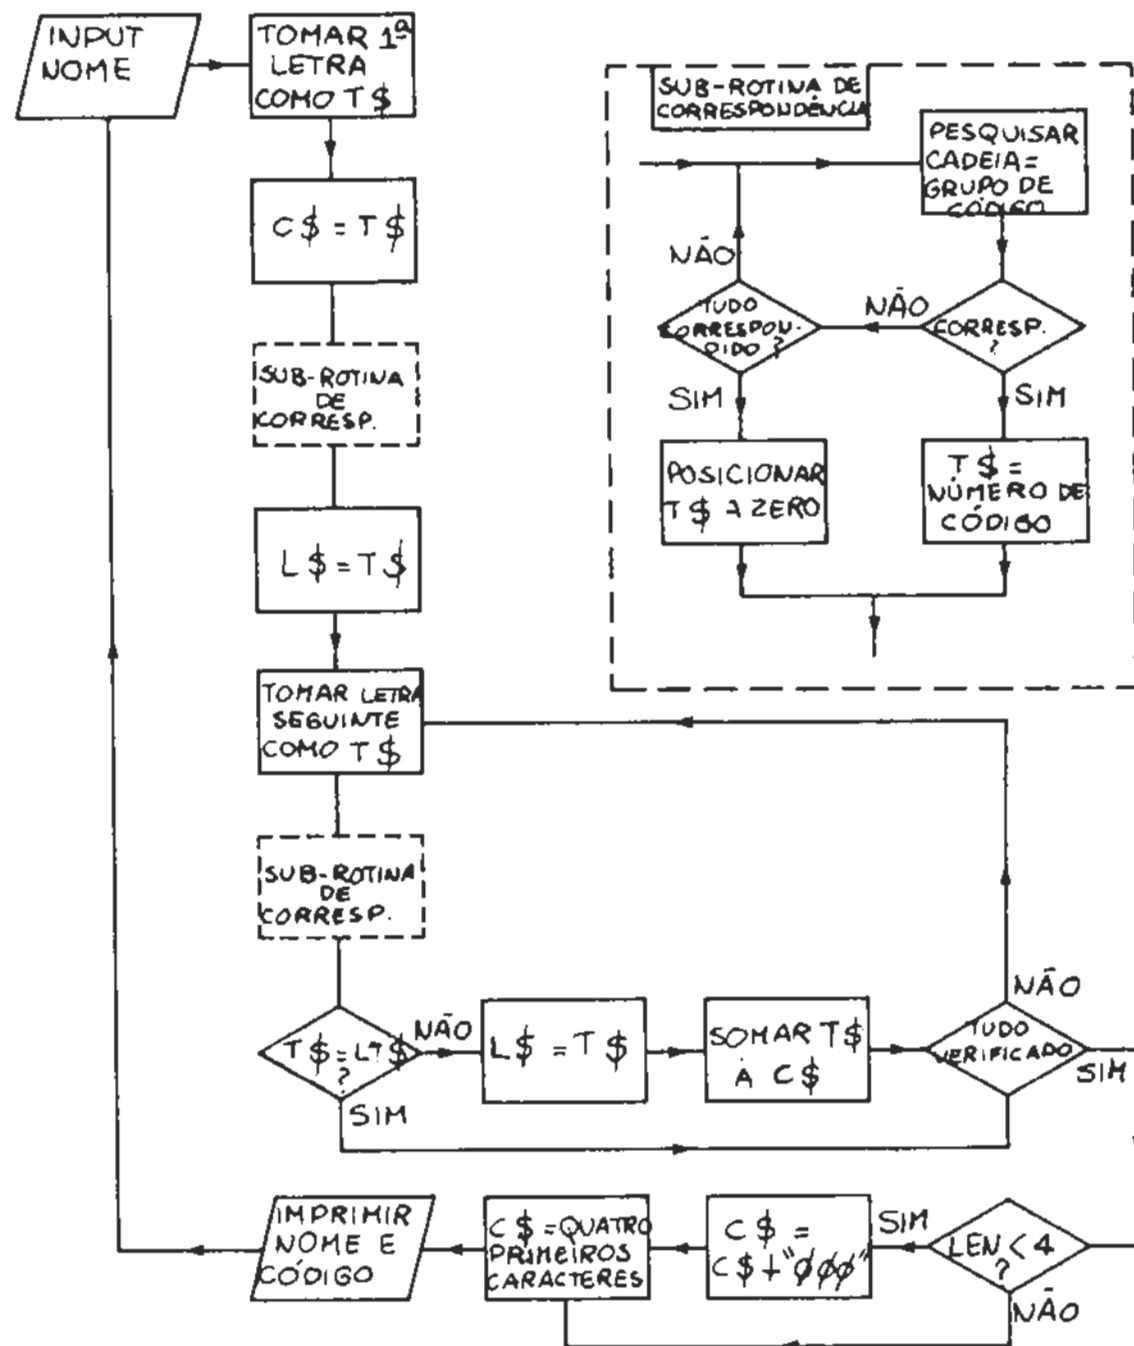 INPUT
NOME
TOMAR 1ª
LETRA
COMO T$
C$ = T$
SUB-ROTINA
DE
CORRESP.
L$ = T$
TOMAR LETRA
SEGUINTE
COMO T$
SUB-ROTINA
DE
CORRESP.
T$ = LT$
?
NÃO
SIM
L$ = T$
SOMAR T$
A C$
TUDO
VERIFICADO
NÃO
SIM
LEN < 4
?
SIM
NÃO
C$ =
C$ + "ØØØ"
C$ = QUATRO
PRIMEIROS
CARACTERES
IMPRIMIR
NOME E
CÓDIGO
SUB-ROTINA DE
CORRESPONDÊNCIA
PESQUISAR
CADEIA =
GRUPO DE
CÓDIGO
CORRESP.
?
NÃO
SIM
TUDO
CORRESPON-
DIDO ?
NÃO
SIM
POSICIONAR
T$ A ZERO
T$ =
NÚMERO DE
CÓDIGO